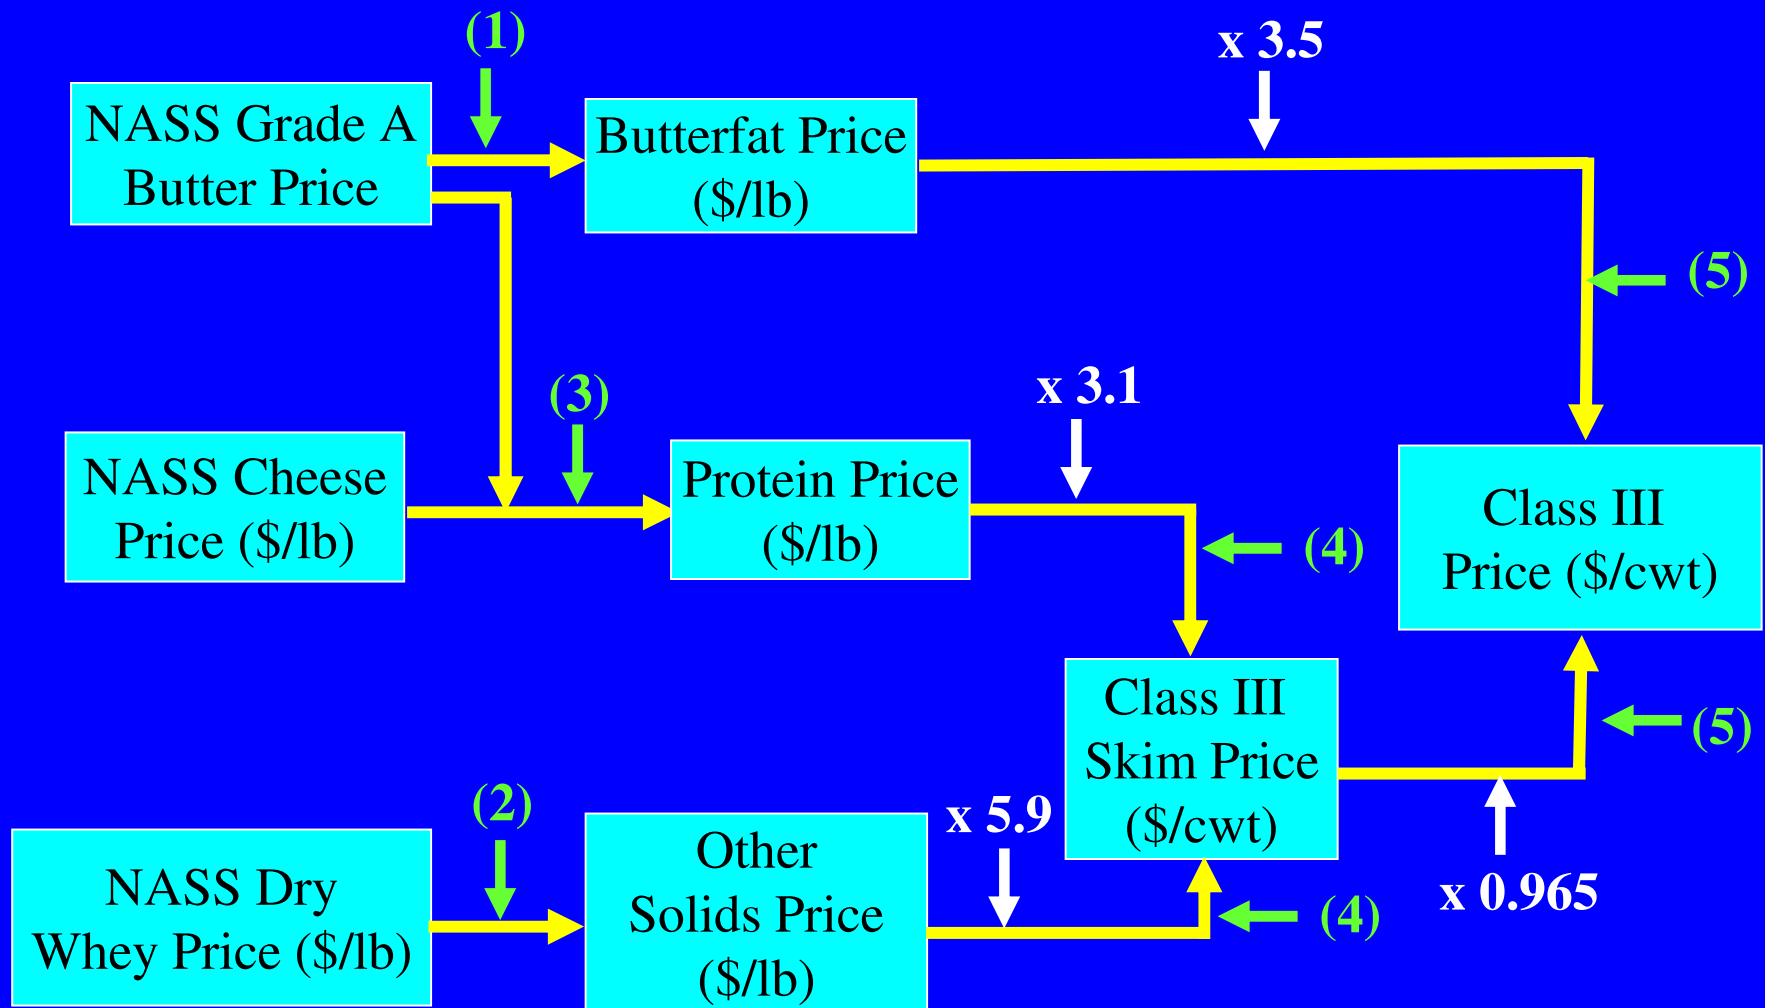 (1)
x 3.5
NASS Grade A
Butter Price
Butterfat Price
($/lb)
(5)
(3)
x 3.1
NASS Cheese
Price ($/lb)
Protein Price
($/lb)
(4)
Class III
Price ($/cwt)
Class III
Skim Price
($/cwt)
(5)
(2)
x 5.9
NASS Dry
Whey Price ($/lb)
Other
Solids Price
($/lb)
(4)
x 0.965